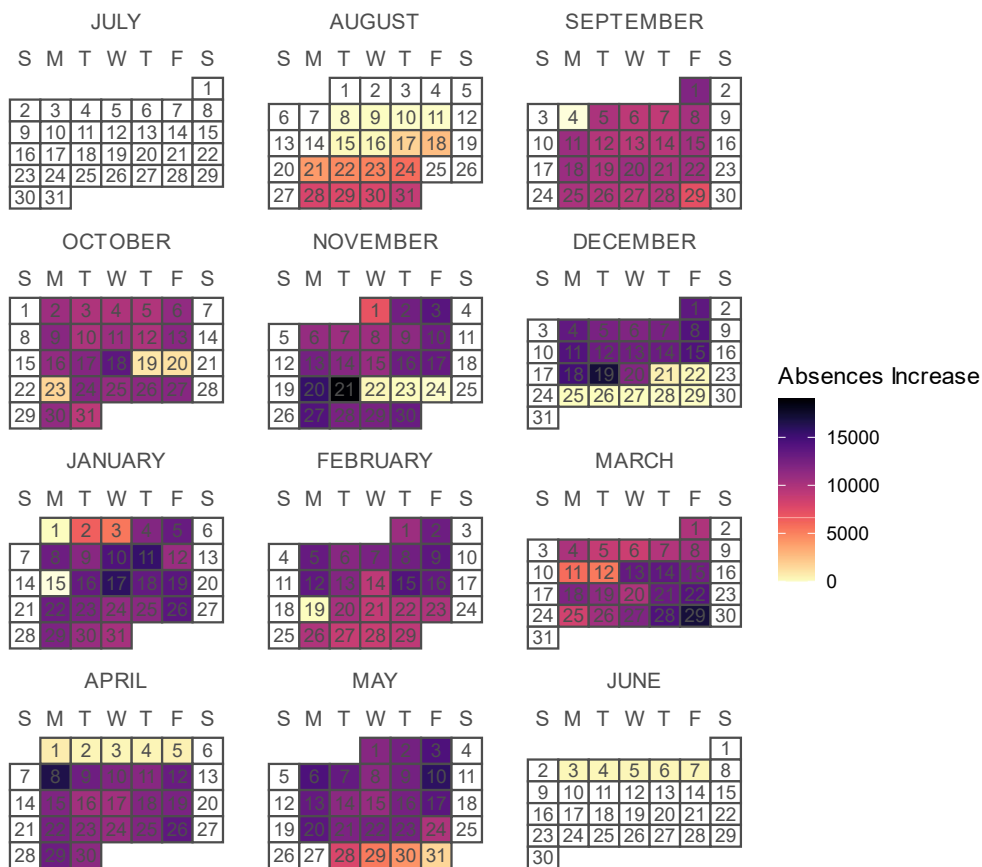 JULY
S M T W T F S
1
2 3 4 5 6 7 8
9 10 11 12 13 14 15
16 17 18 19 20 21 22
23 24 25 26 27 28 29
30 31
AUGUST
S M T W T F S
1 2 3 4 5
6 7 8 9 10 11 12
13 14 15 16 17 18 19
20 21 22 23 24 25 26
27 28 29 30 31
SEPTEMBER
S M T W T F S
1 2
3 4 5 6 7 8 9
10 11 12 13 14 15 16
17 18 19 20 21 22 23
24 25 26 27 28 29 30
OCTOBER
S M T W T F S
1 2 3 4 5 6 7
8 9 10 11 12 13 14
15 16 17 18 19 20 21
22 23 24 25 26 27 28
29 30 31
NOVEMBER
S M T W T F S
1 2 3 4
5 6 7 8 9 10 11
12 13 14 15 16 17 18
19 20 21 22 23 24 25
26 27 28 29 30
DECEMBER
S M T W T F S
1 2
3 4 5 6 7 8 9
10 11 12 13 14 15 16
17 18 19 20 21 22 23
24 25 26 27 28 29 30
31
JANUARY
S M T W T F S
1 2 3 4 5 6
7 8 9 10 11 12 13
14 15 16 17 18 19 20
21 22 23 24 25 26 27
28 29 30 31
FEBRUARY
S M T W T F S
1 2 3
4 5 6 7 8 9 10
11 12 13 14 15 16 17
18 19 20 21 22 23 24
25 26 27 28 29
MARCH
S M T W T F S
1 2
3 4 5 6 7 8 9
10 11 12 13 14 15 16
17 18 19 20 21 22 23
24 25 26 27 28 29 30
31
APRIL
S M T W T F S
1 2 3 4 5 6
7 8 9 10 11 12 13
14 15 16 17 18 19 20
21 22 23 24 25 26 27
28 29 30
MAY
S M T W T F S
1 2 3 4
5 6 7 8 9 10 11
12 13 14 15 16 17 18
19 20 21 22 23 24 25
26 27 28 29 30 31
JUNE
S M T W T F S
1
2 3 4 5 6 7 8
9 10 11 12 13 14 15
16 17 18 19 20 21 22
23 24 25 26 27 28 29
30
Absences Increase
15000
10000
5000
0